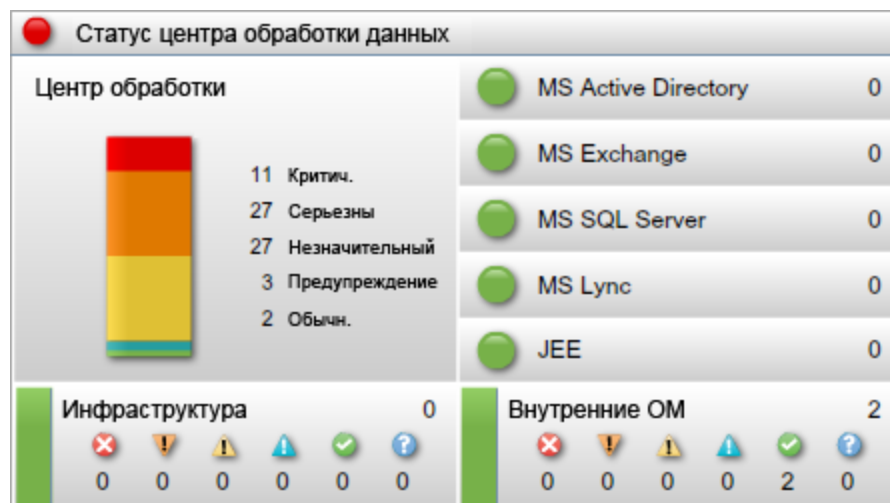 Статус центра обработки данных
Центр обработки
11 Критич.
27 Серьезны
27 Незначительный
3 Предупреждение
2 Обычн.
MS Active Directory 0
MS Exchange 0
MS SQL Server 0
MS Lync 0
JEE 0
Инфраструктура 0
0 0 0 0 0 0
Внутренние ОМ 2
0 0 0 0 2 0